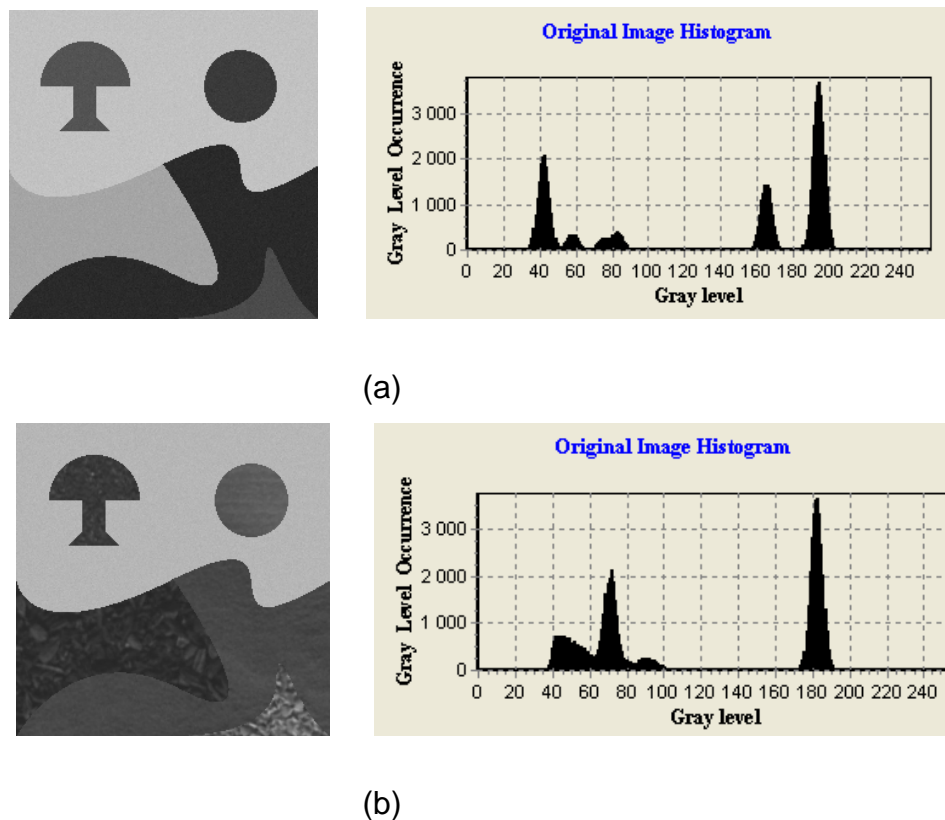 Original Image Histogram
Gray Level Occurrence
3 000
2 000
1 000
0
0 20 40 60 80 100 120 140 160 180 200 220 240
Gray level
(a)
Original Image Histogram
Gray Level Occurrence
3 000
2 000
1 000
0
0 20 40 60 80 100 120 140 160 180 200 220 240
Gray level
(b)